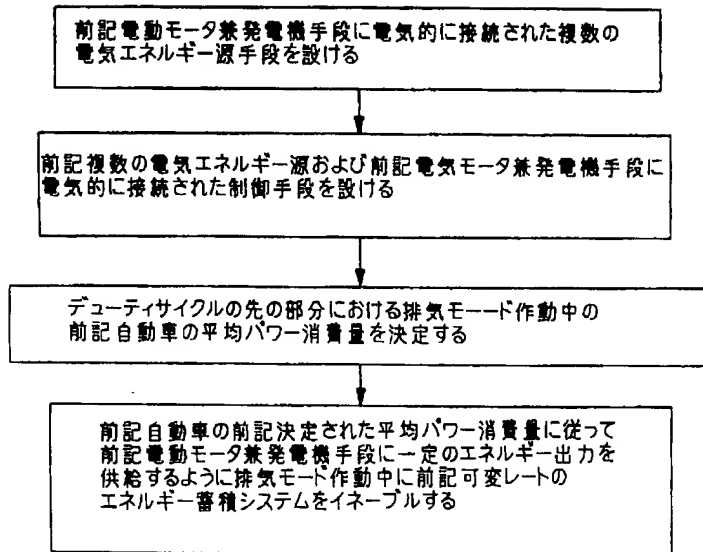 前記電動モータ兼発電機手段に電気的に接続された複数の
電気エネルギー源手段を設ける
前記複数の電気エネルギー源および前記電気モータ兼発電機手段に
電気的に接続された制御手段を設ける
デューティサイクルの先の部分における排気モーード作動中の
前記自動車の平均パワー消費量を決定する
前記自動車の前記決定された平均パワー消費量に従って
前記電動モータ兼発電機手段に一定のエネルギー出力を
供給するように排気モード作動中に前記可変レートの
エネルギー蓄積システムをイネーブルする